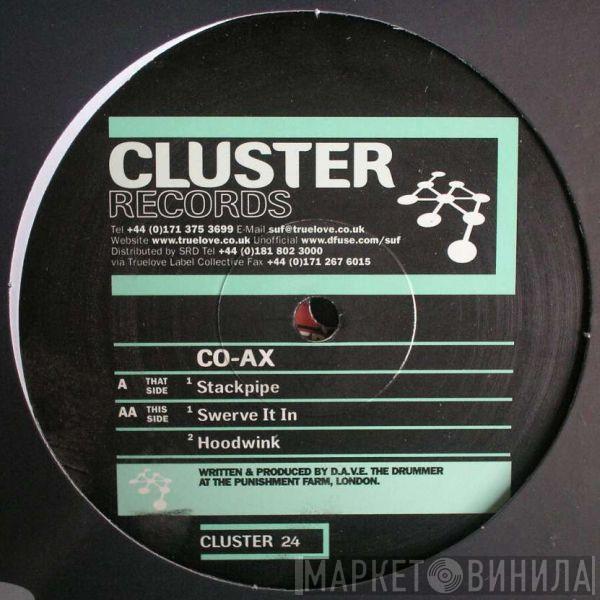 CLUSTER
RECORDS
Tel +44 (0)171 375 3699 E-Mail suf@truelove.co.uk
Website www.truelove.co.uk Unofficial www.dfuse.com/suf
Distributed by SRD Tel +44 (0)181 802 3000
via Truelove Label Collective Fax +44 (0)171 267 6015
CO-AX
A THAT SIDE 1 Stackpipe
AA THIS SIDE 1 Swerve It In
2 Hoodwink
WRITTEN & PRODUCED BY D.A.V.E. THE DRUMMER
AT THE PUNISHMENT FARM, LONDON.
CLUSTER 24
МАРКЕТ ВИНИЛА